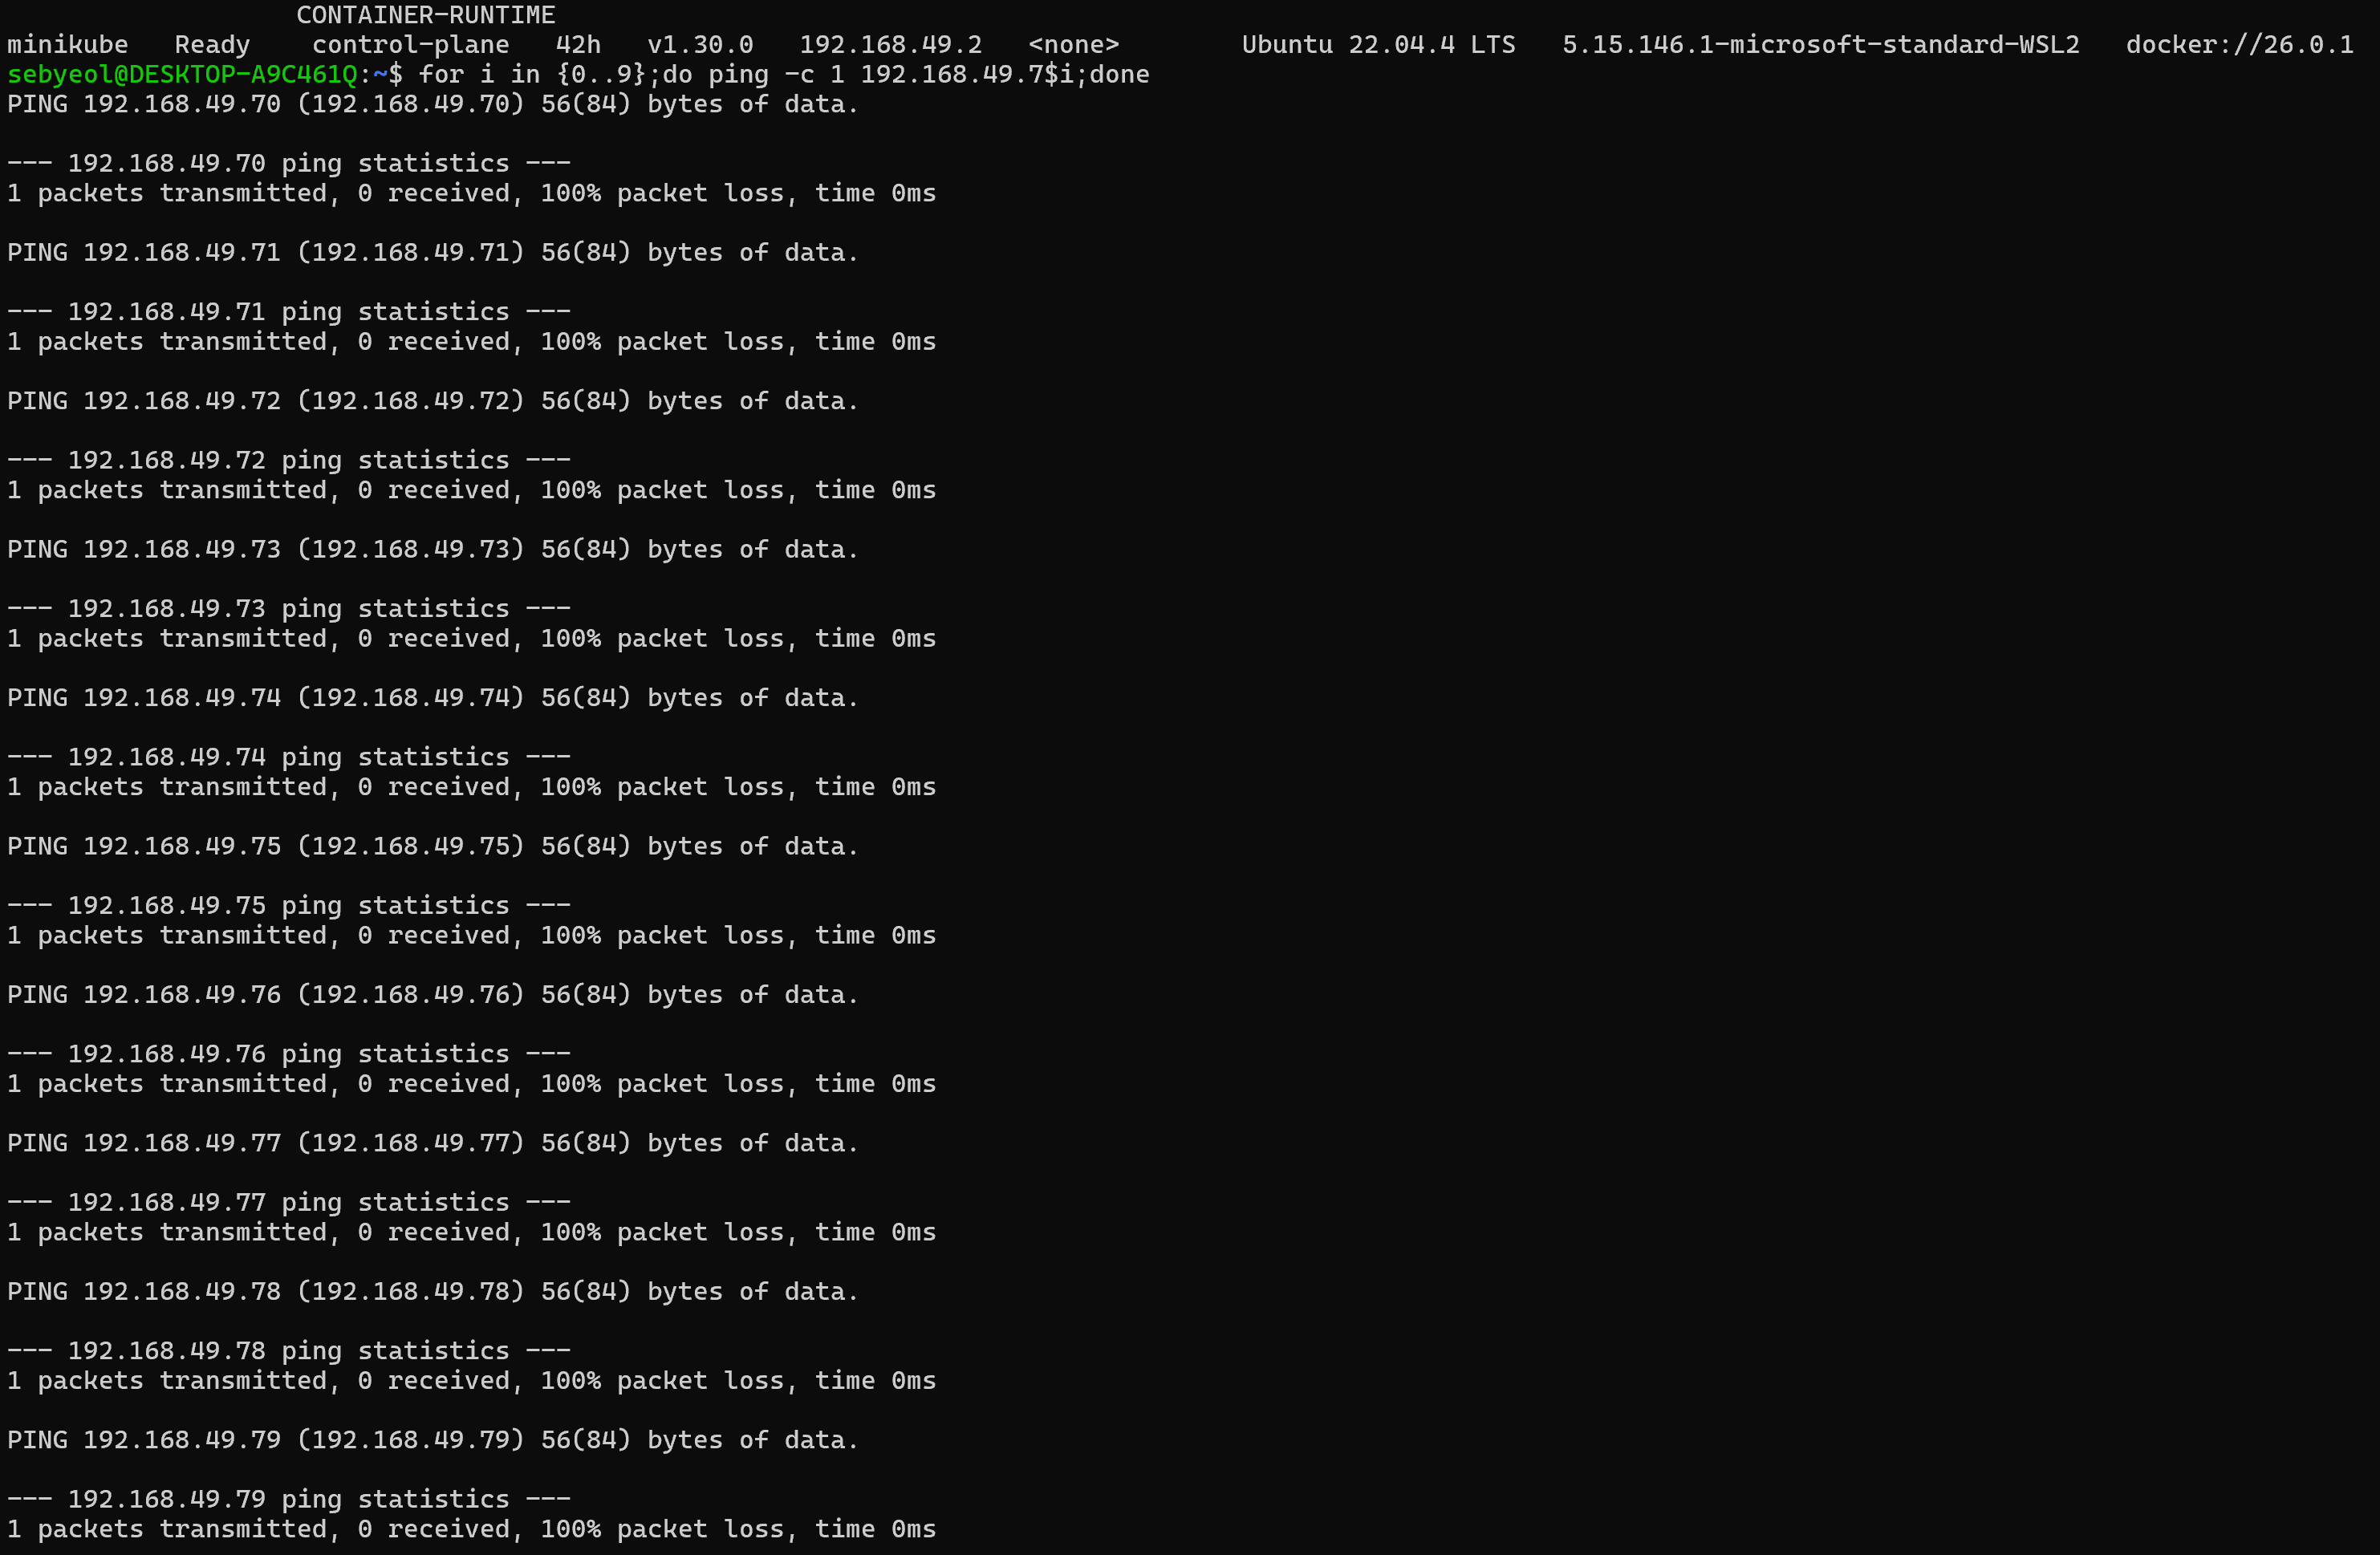 CONTAINER-RUNTIME
minikube   Ready    control-plane   42h   v1.30.0   192.168.49.2   <none>        Ubuntu 22.04.4 LTS   5.15.146.1-microsoft-standard-WSL2   docker://26.0.1
sebyeol@DESKTOP-A9C461Q:~$ for i in {0..9};do ping -c 1 192.168.49.7$i;done
PING 192.168.49.70 (192.168.49.70) 56(84) bytes of data.
--- 192.168.49.70 ping statistics ---
1 packets transmitted, 0 received, 100% packet loss, time 0ms
PING 192.168.49.71 (192.168.49.71) 56(84) bytes of data.
--- 192.168.49.71 ping statistics ---
1 packets transmitted, 0 received, 100% packet loss, time 0ms
PING 192.168.49.72 (192.168.49.72) 56(84) bytes of data.
--- 192.168.49.72 ping statistics ---
1 packets transmitted, 0 received, 100% packet loss, time 0ms
PING 192.168.49.73 (192.168.49.73) 56(84) bytes of data.
--- 192.168.49.73 ping statistics ---
1 packets transmitted, 0 received, 100% packet loss, time 0ms
PING 192.168.49.74 (192.168.49.74) 56(84) bytes of data.
--- 192.168.49.74 ping statistics ---
1 packets transmitted, 0 received, 100% packet loss, time 0ms
PING 192.168.49.75 (192.168.49.75) 56(84) bytes of data.
--- 192.168.49.75 ping statistics ---
1 packets transmitted, 0 received, 100% packet loss, time 0ms
PING 192.168.49.76 (192.168.49.76) 56(84) bytes of data.
--- 192.168.49.76 ping statistics ---
1 packets transmitted, 0 received, 100% packet loss, time 0ms
PING 192.168.49.77 (192.168.49.77) 56(84) bytes of data.
--- 192.168.49.77 ping statistics ---
1 packets transmitted, 0 received, 100% packet loss, time 0ms
PING 192.168.49.78 (192.168.49.78) 56(84) bytes of data.
--- 192.168.49.78 ping statistics ---
1 packets transmitted, 0 received, 100% packet loss, time 0ms
PING 192.168.49.79 (192.168.49.79) 56(84) bytes of data.
--- 192.168.49.79 ping statistics ---
1 packets transmitted, 0 received, 100% packet loss, time 0ms